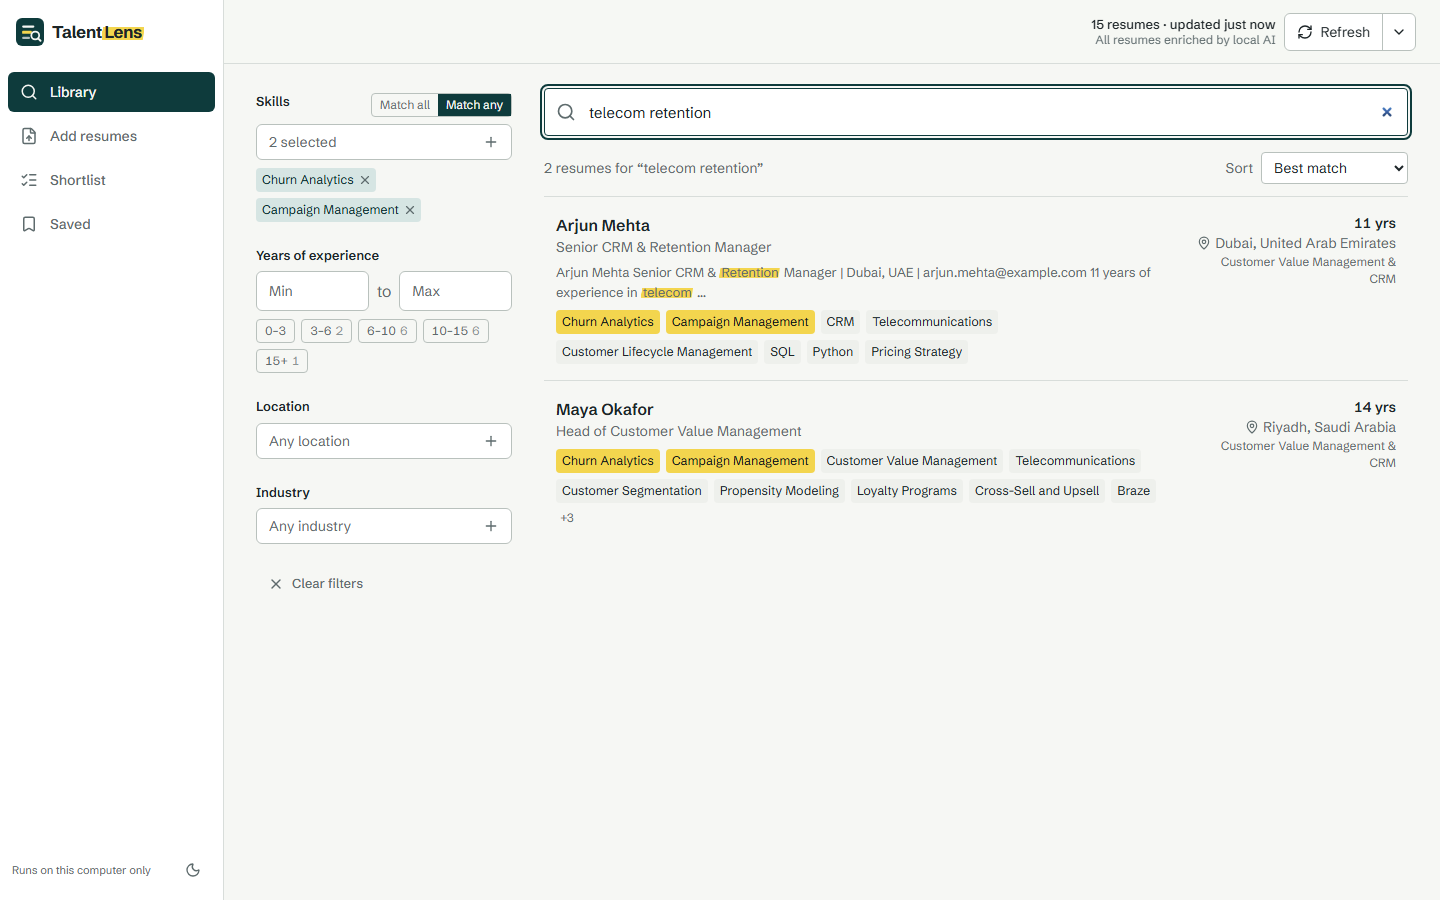 TalentLens
Library
Add resumes
Shortlist
Saved
Runs on this computer only
15 resumes · updated just now
All resumes enriched by local AI
Refresh
Skills
Match all
Match any
2 selected
Churn Analytics
Campaign Management
Years of experience
Min to Max
0-3
3-6 2
6-10 6
10-15 6
15+ 1
Location
Any location
Industry
Any industry
Clear filters
telecom retention
2 resumes for “telecom retention”
Sort
Best match
Arjun Mehta
Senior CRM & Retention Manager
Arjun Mehta Senior CRM & Retention Manager | Dubai, UAE | arjun.mehta@example.com 11 years of
experience in telecom ...
Churn Analytics
Campaign Management
CRM
Telecommunications
Customer Lifecycle Management
SQL
Python
Pricing Strategy
11 yrs
Dubai, United Arab Emirates
Customer Value Management &
CRM
Maya Okafor
Head of Customer Value Management
Churn Analytics
Campaign Management
Customer Value Management
Telecommunications
Customer Segmentation
Propensity Modeling
Loyalty Programs
Cross-Sell and Upsell
Braze
+3
14 yrs
Riyadh, Saudi Arabia
Customer Value Management &
CRM